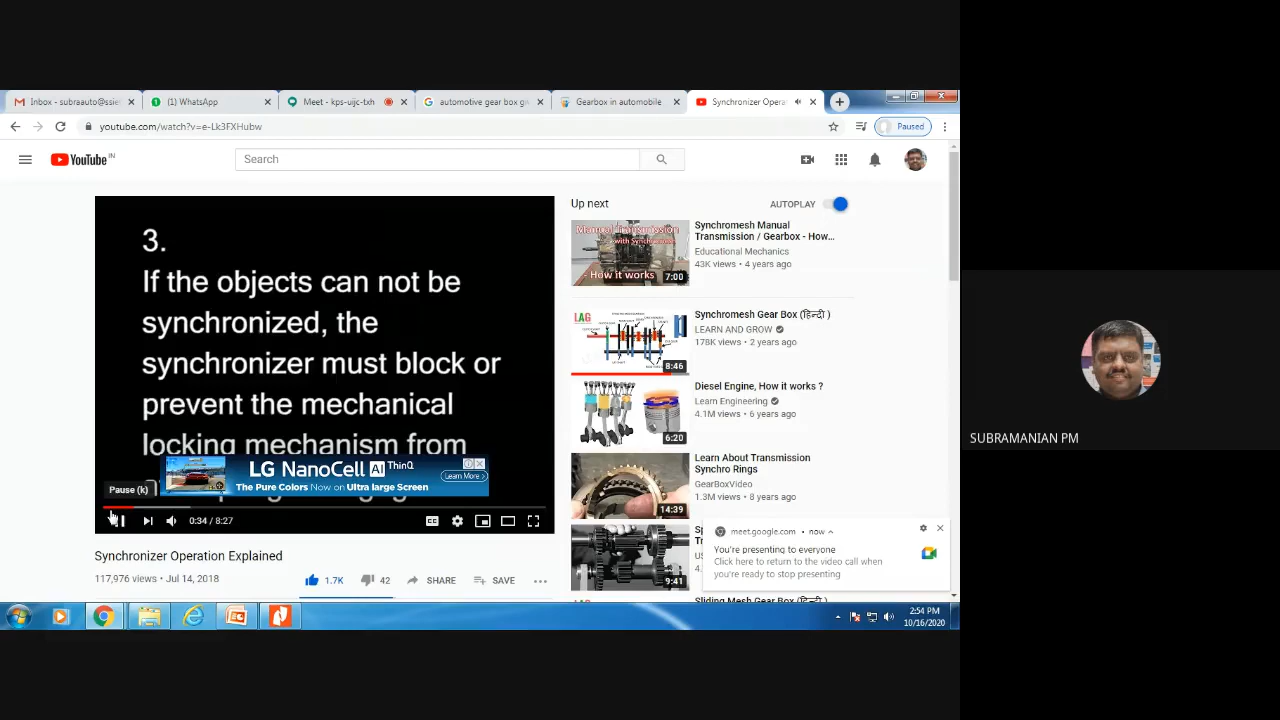 Inbox - subraauto@ssie
(1) WhatsApp
Meet - kps-uijc-txh
automotive gear box g
Gearbox in automobile
Synchronizer Opera
youtube.com/watch?v=e-Lk3FXHubw
Paused
YouTube IN
Search
3.
If the objects can not be
synchronized, the
synchronizer must block or
prevent the mechanical
locking mechanism from
LG NanoCell AI ThinQ
The Pure Colors Now on Ultra large Screen
Learn More >
Pause (k)
0:34 / 8:27
Synchronizer Operation Explained
117,976 views • Jul 14, 2018
1.7K
42
SHARE
SAVE
Up next
AUTOPLAY
Manual Transmission
with Synchromesh
- How it works
7:00
Synchromesh Manual
Transmission / Gearbox - How...
Educational Mechanics
43K views • 4 years ago
LAG
8:46
Synchromesh Gear Box (हिन्दी )
LEARN AND GROW
178K views • 2 years ago
6:20
Diesel Engine, How it works ?
Learn Engineering
4.1M views • 6 years ago
14:39
Learn About Transmission
Synchro Rings
GearBoxVideo
1.3M views • 8 years ago
9:41
meet.google.com • now
You're presenting to everyone
Click here to return to the video call when
you're ready to stop presenting
Sliding Mesh Gear Box (हिन्दी )
2:54 PM
10/16/2020
SUBRAMANIAN PM